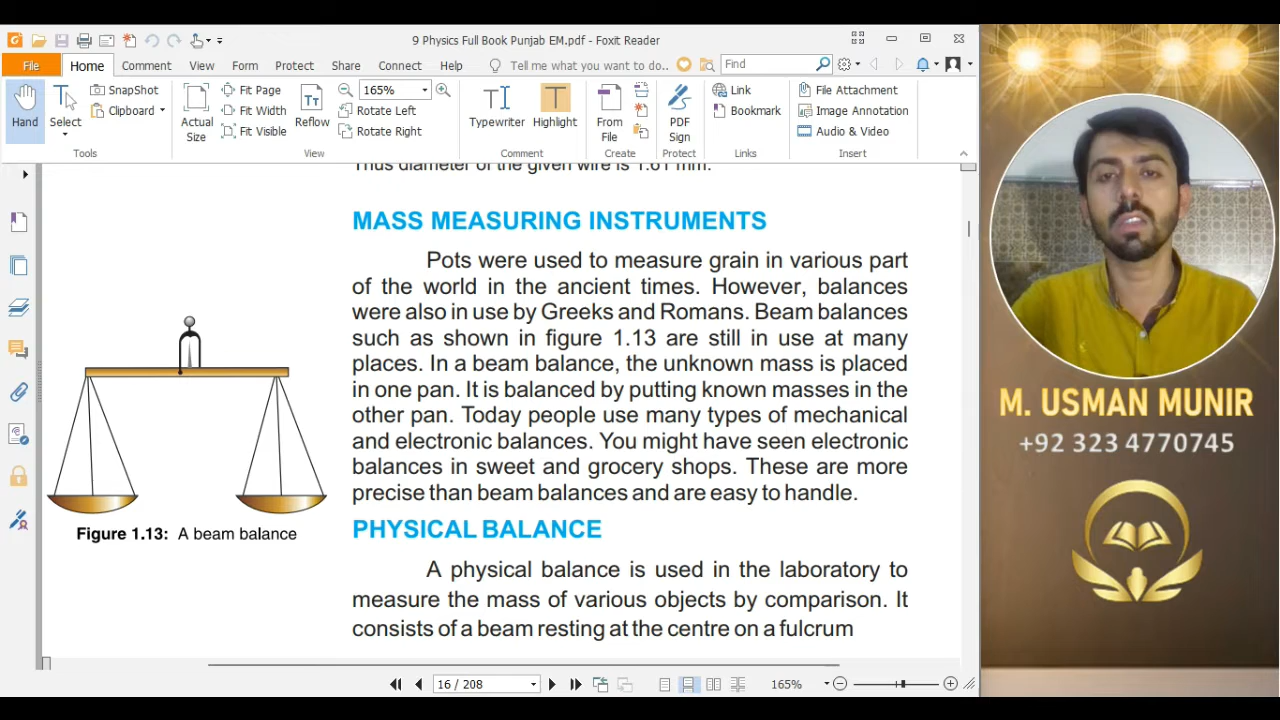 9 Physics Full Book Punjab EM.pdf - Foxit Reader
File
Home
Comment
View
Form
Protect
Share
Connect
Help
Tell me what you want to do..
Find
Hand
Select
SnapShot
Clipboard
Actual
Size
Fit Page
Fit Width
Fit Visible
Reflow
165%
Rotate Left
Rotate Right
Typewriter
Highlight
From
File
PDF
Sign
Link
Bookmark
File Attachment
Image Annotation
Audio & Video
Tools
View
Comment
Create
Protect
Links
Insert
Thus diameter of the given wire is 1.61 mm.
MASS MEASURING INSTRUMENTS
Pots were used to measure grain in various part
of the world in the ancient times. However, balances
were also in use by Greeks and Romans. Beam balances
such as shown in figure 1.13 are still in use at many
places. In a beam balance, the unknown mass is placed
in one pan. It is balanced by putting known masses in the
other pan. Today people use many types of mechanical
and electronic balances. You might have seen electronic
balances in sweet and grocery shops. These are more
precise than beam balances and are easy to handle.
Figure 1.13: A beam balance
PHYSICAL BALANCE
A physical balance is used in the laboratory to
measure the mass of various objects by comparison. It
consists of a beam resting at the centre on a fulcrum
16 / 208
165%
M. USMAN MUNIR
+92 323 4770745